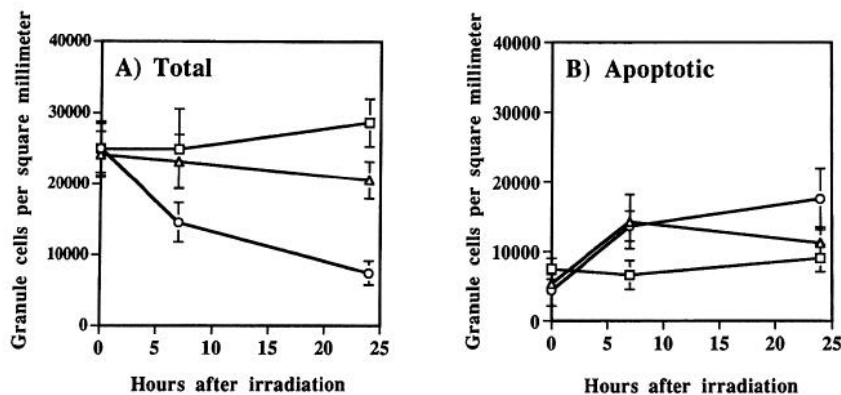 A) Total
Granule cells per square millimeter
40000
30000
20000
10000
0
0 5 10 15 20 25
Hours after irradiation
B) Apoptotic
Granule cells per square millimeter
40000
30000
20000
10000
0
0 5 10 15 20 25
Hours after irradiation